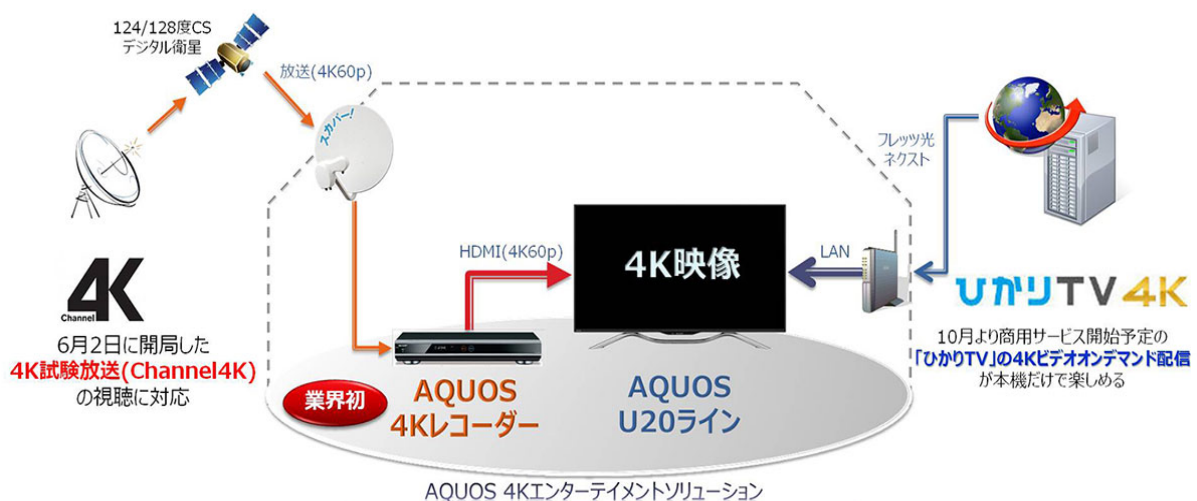 124/128度CS
デジタル衛星
放送(4K60p)
スカパー!
4K
Channel
6月2日に開局した
4K試験放送(Channel4K)
の視聴に対応
HDMI(4K60p)
4K映像
LAN
フレッツ光
ネクスト
ひかりTV4K
10月より商用サービス開始予定の
「ひかりTV」の4Kビデオオンデマンド配信
が本機だけで楽しめる
業界初
AQUOS
4Kレコーダー
AQUOS
U20ライン
AQUOS 4Kエンターテイメントソリューション